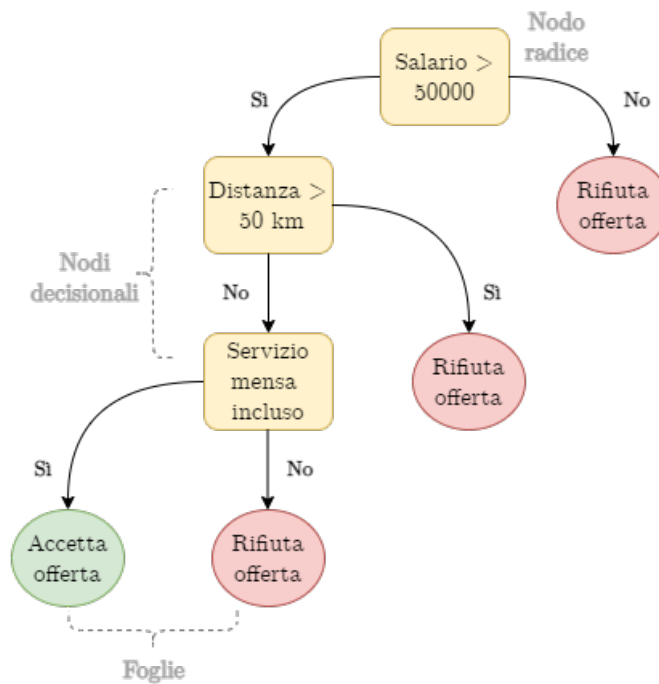 Nodo
radice
Salario >
50000
Sì
No
Distanza >
50 km
Rifiuta
offerta
Nodi
decisionali
No
Sì
Servizio
mensa
incluso
Rifiuta
offerta
Sì
No
Accetta
offerta
Rifiuta
offerta
Foglie